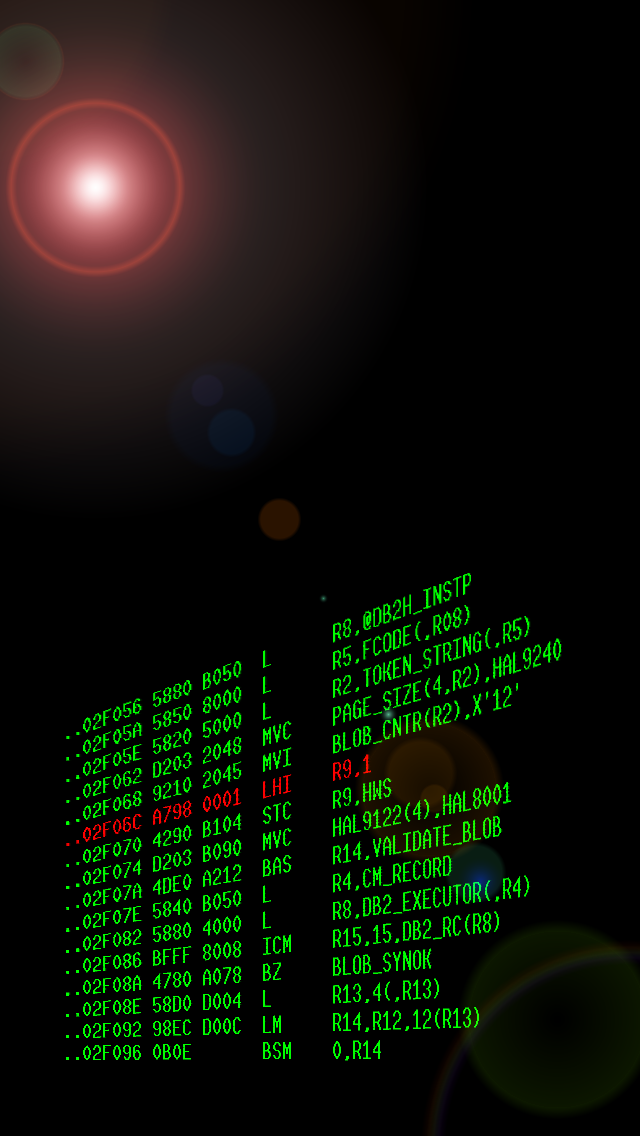 ..02F056 5880 B050 L R8,@DB2H_INSTP
..02F05A 5850 8000 L R5,FCODE(,R08)
..02F05E 5820 5000 L R2,TOKEN_STRING(,R5)
..02F062 D203 2048 MVC PAGE_SIZE(4,R2),HAL9240
..02F068 9210 2045 MVI BLOB_CNTR(R2),X'12'
..02F06C A798 0001 LHI R9,1
..02F070 4290 B104 STC R9,HWS
..02F074 D203 B090 MVC HAL9122(4),HAL8001
..02F07A 4DE0 A212 BAS R14,VALIDATE_BLOB
..02F07E 5840 B050 L R4,CM_RECORD
..02F082 5880 4000 L R8,DB2_EXECUTOR(,R4)
..02F086 BFFF 8008 ICM R15,15,DB2_RC(R8)
..02F08A 4780 A078 BZ BLOB_SYNOK
..02F08E 58D0 D004 L R13,4(,R13)
..02F092 98EC D00C LM R14,R12,12(R13)
..02F096 0B0E BSM 0,R14